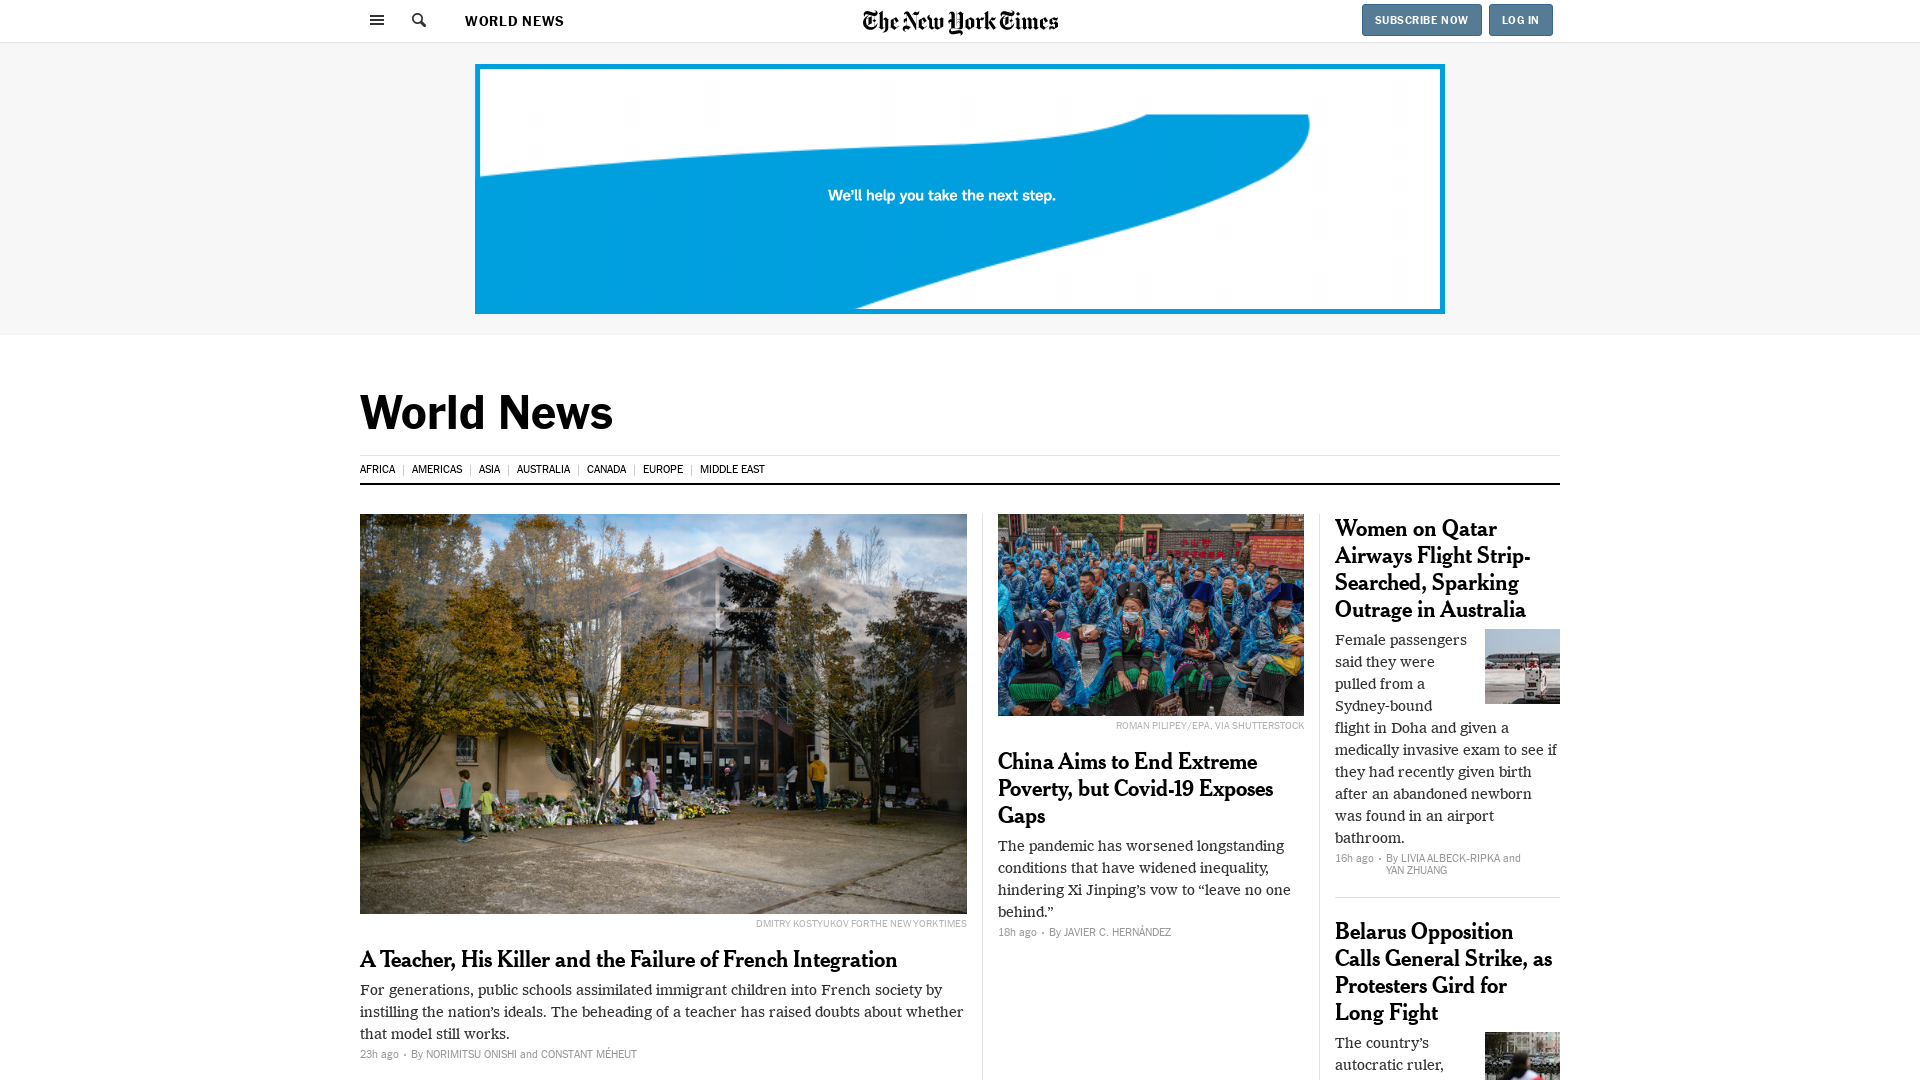 WORLD NEWS
The New York Times
SUBSCRIBE NOW
LOG IN
We'll help you take the next step.
World News
AFRICA
AMERICAS
ASIA
AUSTRALIA
CANADA
EUROPE
MIDDLE EAST
DMITRY KOSTYUKOV FOR THE NEW YORK TIMES
A Teacher, His Killer and the Failure of French Integration
For generations, public schools assimilated immigrant children into French society by
instilling the nation's ideals. The beheading of a teacher has raised doubts about whether
that model still works.
23h ago • By NORIMITSU ONISHI and CONSTANT MÉHEUT
ROMAN PILIPEY/EPA, VIA SHUTTERSTOCK
China Aims to End Extreme
Poverty, but Covid-19 Exposes
Gaps
The pandemic has worsened longstanding
conditions that have widened inequality,
hindering Xi Jinping's vow to “leave no one
behind.”
18h ago • By JAVIER C. HERNÁNDEZ
Women on Qatar
Airways Flight Strip-
Searched, Sparking
Outrage in Australia
Female passengers
said they were
pulled from a
Sydney-bound
flight in Doha and given a
medically invasive exam to see if
they had recently given birth
after an abandoned newborn
was found in an airport
bathroom.
16h ago • By LIVIA ALBECK-RIPKA and
YAN ZHUANG
Belarus Opposition
Calls General Strike, as
Protesters Gird for
Long Fight
The country's
autocratic ruler,